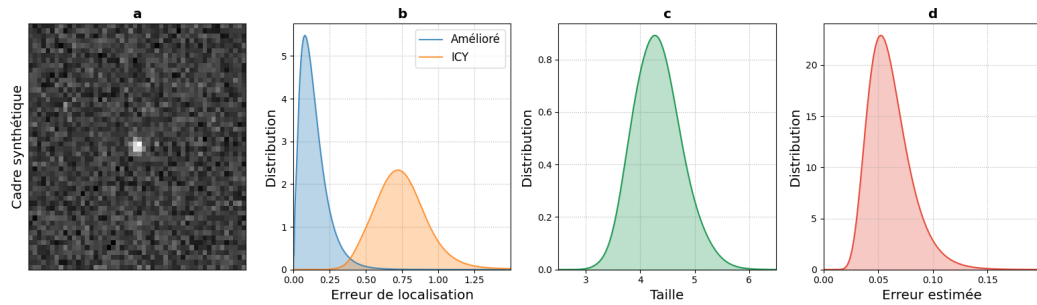 a
Cadre synthétique
b
Amélioré
ICY
Distribution
0
1
2
3
4
5
0.00
0.25
0.50
0.75
1.00
1.25
Erreur de localisation
c
Distribution
0.0
0.2
0.4
0.6
0.8
3
4
5
6
Taille
d
Distribution
0
5
10
15
20
0.00
0.05
0.10
0.15
Erreur estimée